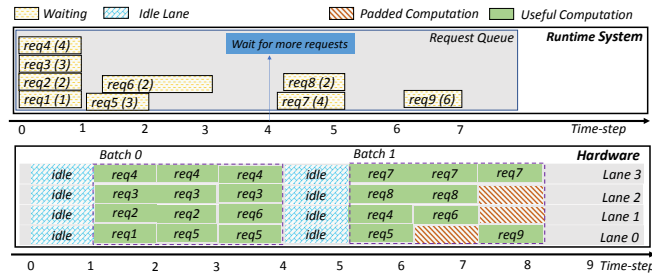 Waiting Idle Lane Padded Computation Useful Computation
req4 (4) Request Queue Runtime System
Wait for more requests
req3 (3)
req2 (2) req6 (2) req8 (2)
req1 (1) req5 (3) req7 (4) req9 (6)
0 1 2 3 4 5 6 7 Time-step
Batch 0 Batch 1 Hardware
idle req4 req4 req4 idle req7 req7 req7 Lane 3
idle req3 req3 req3 idle req8 req8 Lane 2
idle req2 req2 req6 idle req4 req6 Lane 1
idle req1 req5 req5 idle req5 req9 Lane 0
0 1 2 3 4 5 6 7 8 9 Time-step